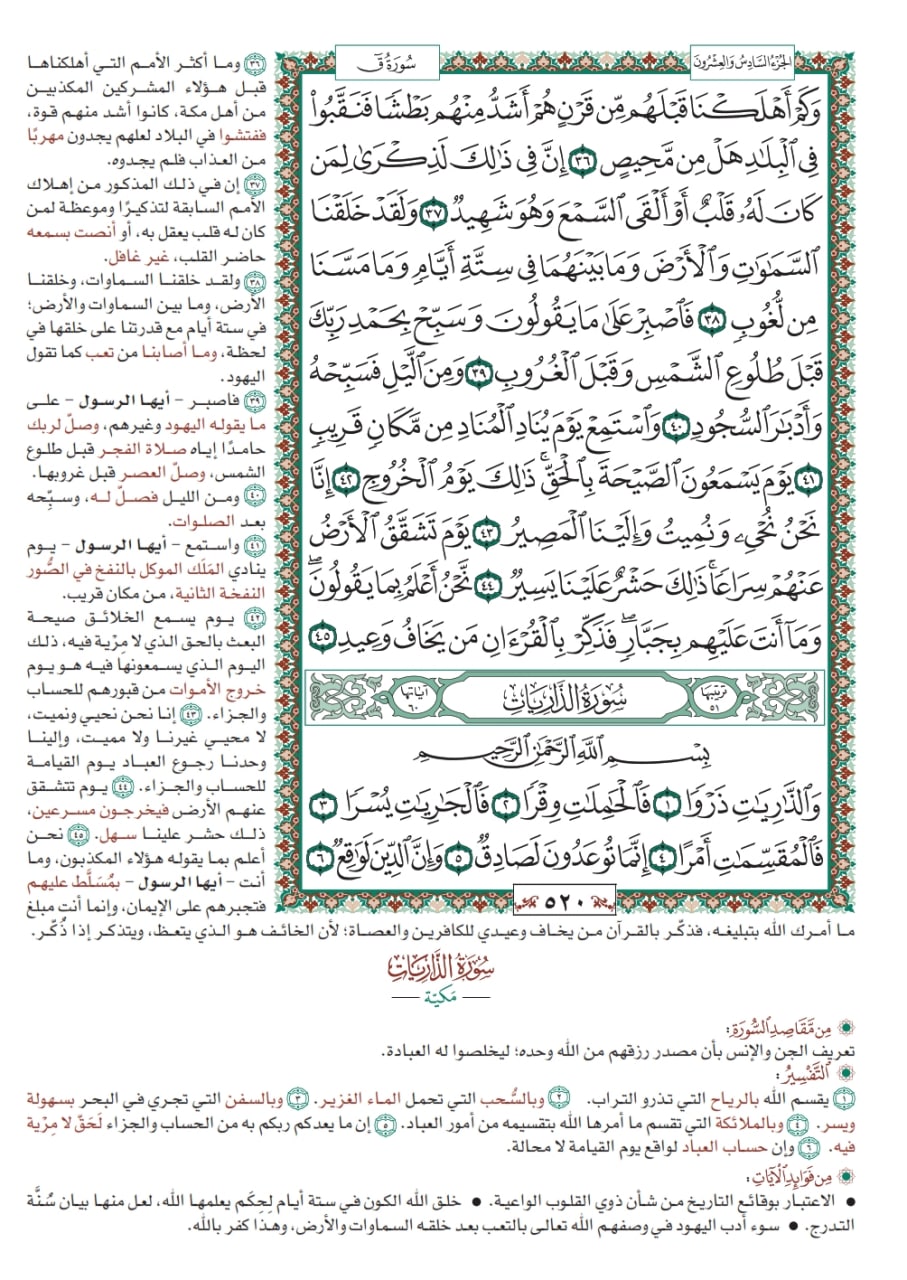 الجزء السادس والعشرون
سورة ق
وَكَمْ أَهْلَكْنَا قَبْلَهُم مِّن قَرْنٍ هُمْ أَشَدُّ مِنْهُم بَطْشًا فَنَقَّبُوا۟
فِى ٱلْبِلَـٰدِ هَلْ مِن مَّحِيصٍ ٣٦ إِنَّ فِى ذَٰلِكَ لَذِكْرَىٰ لِمَن
كَانَ لَهُۥ قَلْبٌ أَوْ أَلْقَى ٱلسَّمْعَ وَهُوَ شَهِيدٌ ٣٧ وَلَقَدْ خَلَقْنَا
ٱلسَّمَـٰوَٰتِ وَٱلْأَرْضَ وَمَا بَيْنَهُمَا فِى سِتَّةِ أَيَّامٍ وَمَا مَسَّنَا
مِن لُّغُوبٍ ٣٨ فَٱصْبِرْ عَلَىٰ مَا يَقُولُونَ وَسَبِّحْ بِحَمْدِ رَبِّكَ
قَبْلَ طُلُوعِ ٱلشَّمْسِ وَقَبْلَ ٱلْغُرُوبِ ٣٩ وَمِنَ ٱلَّيْلِ فَسَبِّحْهُ
وَأَدْبَـٰرَ ٱلسُّجُودِ ٤٠ وَٱسْتَمِعْ يَوْمَ يُنَادِ ٱلْمُنَادِ مِن مَّكَانٍ قَرِيبٍ
٤١ يَوْمَ يَسْمَعُونَ ٱلصَّيْحَةَ بِٱلْحَقِّ ۚ ذَٰلِكَ يَوْمُ ٱلْخُرُوجِ ٤٢ إِنَّا
نَحْنُ نُحْىِۦ وَنُمِيتُ وَإِلَيْنَا ٱلْمَصِيرُ ٤٣ يَوْمَ تَشَقَّقُ ٱلْأَرْضُ
عَنْهُمْ سِرَاعًا ۚ ذَٰلِكَ حَشْرٌ عَلَيْنَا يَسِيرٌ ٤٤ نَّحْنُ أَعْلَمُ بِمَا يَقُولُونَ ۖ
وَمَآ أَنتَ عَلَيْهِم بِجَبَّارٍ ۖ فَذَكِّرْ بِٱلْقُرْءَانِ مَن يَخَافُ وَعِيدِ ٤٥
ترتيبها ٥١ سُورَةُ ٱلذَّارِيَاتِ آياتها ٦٠
بِسْمِ ٱللَّهِ ٱلرَّحْمَـٰنِ ٱلرَّحِيمِ
وَٱلذَّٰرِيَـٰتِ ذَرْوًا ١ فَٱلْحَـٰمِلَـٰتِ وِقْرًا ٢ فَٱلْجَـٰرِيَـٰتِ يُسْرًا ٣
فَٱلْمُقَسِّمَـٰتِ أَمْرًا ٤ إِنَّمَا تُوعَدُونَ لَصَادِقٌ ٥ وَإِنَّ ٱلدِّينَ لَوَٰقِعٌ ٦
٥٢٠
٣٦ وما أكثر الأمم التي أهلكناها
قبل هؤلاء المشركين المكذبين
من أهل مكة، كانوا أشد منهم قوة،
ففتشوا في البلاد لعلهم يجدون مهربًا
من العذاب فلم يجدوه.
٣٧ إن في ذلك المذكور من إهلاك
الأمم السابقة لتذكيرًا وموعظة لمن
كان له قلب يعقل به، أو أنصت بسمعه
حاضر القلب، غير غافل.
٣٨ ولقد خلقنا السماوات، وخلقنا
الأرض، وما بين السماوات والأرض؛
في ستة أيام مع قدرتنا على خلقها في
لحظة، وما أصابنا من تعب كما تقول
اليهود.
٣٩ فاصبر - أيها الرسول - على
ما يقوله اليهود وغيرهم، وصلّ لربك
حامدًا إياه صلاة الفجر قبل طلوع
الشمس، وصلّ العصر قبل غروبها.
٤٠ ومن الليل فصلّ له، وسبّحه
بعد الصلوات.
٤١ واستمع - أيها الرسول - يوم
ينادي المَلَك الموكل بالنفخ في الصُّور
النفخة الثانية، من مكان قريب.
٤٢ يوم يسمع الخلائق صيحة
البعث بالحق الذي لا مِرْية فيه، ذلك
اليوم الذي يسمعونها فيه هو يوم
خروج الأموات من قبورهم للحساب
والجزاء. ٤٣ إنا نحن نحيي ونميت،
لا محيي غيرنا ولا مميت، وإلينا
وحدنا رجوع العباد يوم القيامة
للحساب والجزاء. ٤٤ يوم تتشقق
عنهم الأرض فيخرجون مسرعين،
ذلك حشر علينا سهل. ٤٥ نحن
أعلم بما يقوله هؤلاء المكذبون، وما
أنت - أيها الرسول - بمُسَلَّط عليهم
فتجبرهم على الإيمان، وإنما أنت مبلغ
ما أمرك الله بتبليغه، فذكّر بالقرآن من يخاف وعيدي للكافرين والعصاة؛ لأن الخائف هو الذي يتعظ، ويتذكر إذا ذُكِّر.
سُورَةُ الذَّارِيَاتِ
مَكيّة
من مقاصد السورة:
تعريف الجن والإنس بأن مصدر رزقهم من الله وحده؛ ليخلصوا له العبادة.
التفسير:
١ يقسم الله بالرياح التي تذرو التراب. ٢ وبالسُّحب التي تحمل الماء الغزير. ٣ وبالسفن التي تجري في البحر بسهولة
ويسر. ٤ وبالملائكة التي تقسم ما أمرها الله بتقسيمه من أمور العباد. ٥ إن ما يعدكم ربكم به من الحساب والجزاء لَحَقّ لا مِرْية
فيه. ٦ وإن حساب العباد لواقع يوم القيامة لا محالة.
من فوائد الآيات:
• الاعتبار بوقائع التاريخ من شأن ذوي القلوب الواعية. • خلق الله الكون في ستة أيام لِحِكَم يعلمها الله، لعل منها بيان سُنَّة
التدرج. • سوء أدب اليهود في وصفهم الله تعالى بالتعب بعد خلقه السماوات والأرض، وهذا كفر بالله.